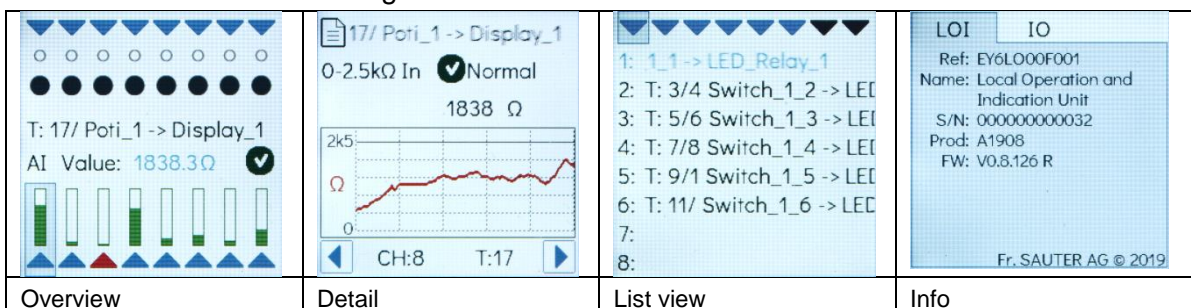 T: 17/ Poti_1 -> Display_1
AI Value: 1838.3Ω
17/ Poti_1 -> Display_1
0-2.5kΩ In Normal
1838 Ω
2k5
Ω
0
CH:8 T:17
1: 1_1 -> LED_Relay_1
2: T: 3/4 Switch_1_2 -> LED
3: T: 5/6 Switch_1_3 -> LED
4: T: 7/8 Switch_1_4 -> LED
5: T: 9/1 Switch_1_5 -> LED
6: T: 11/ Switch_1_6 -> LED
7:
8:
LOI IO
Ref: EY6LO00F001
Name: Local Operation and
Indication Unit
S/N: 000000000032
Prod: A1908
FW: V0.8.126 R
Fr. SAUTER AG © 2019
Overview Detail List view Info